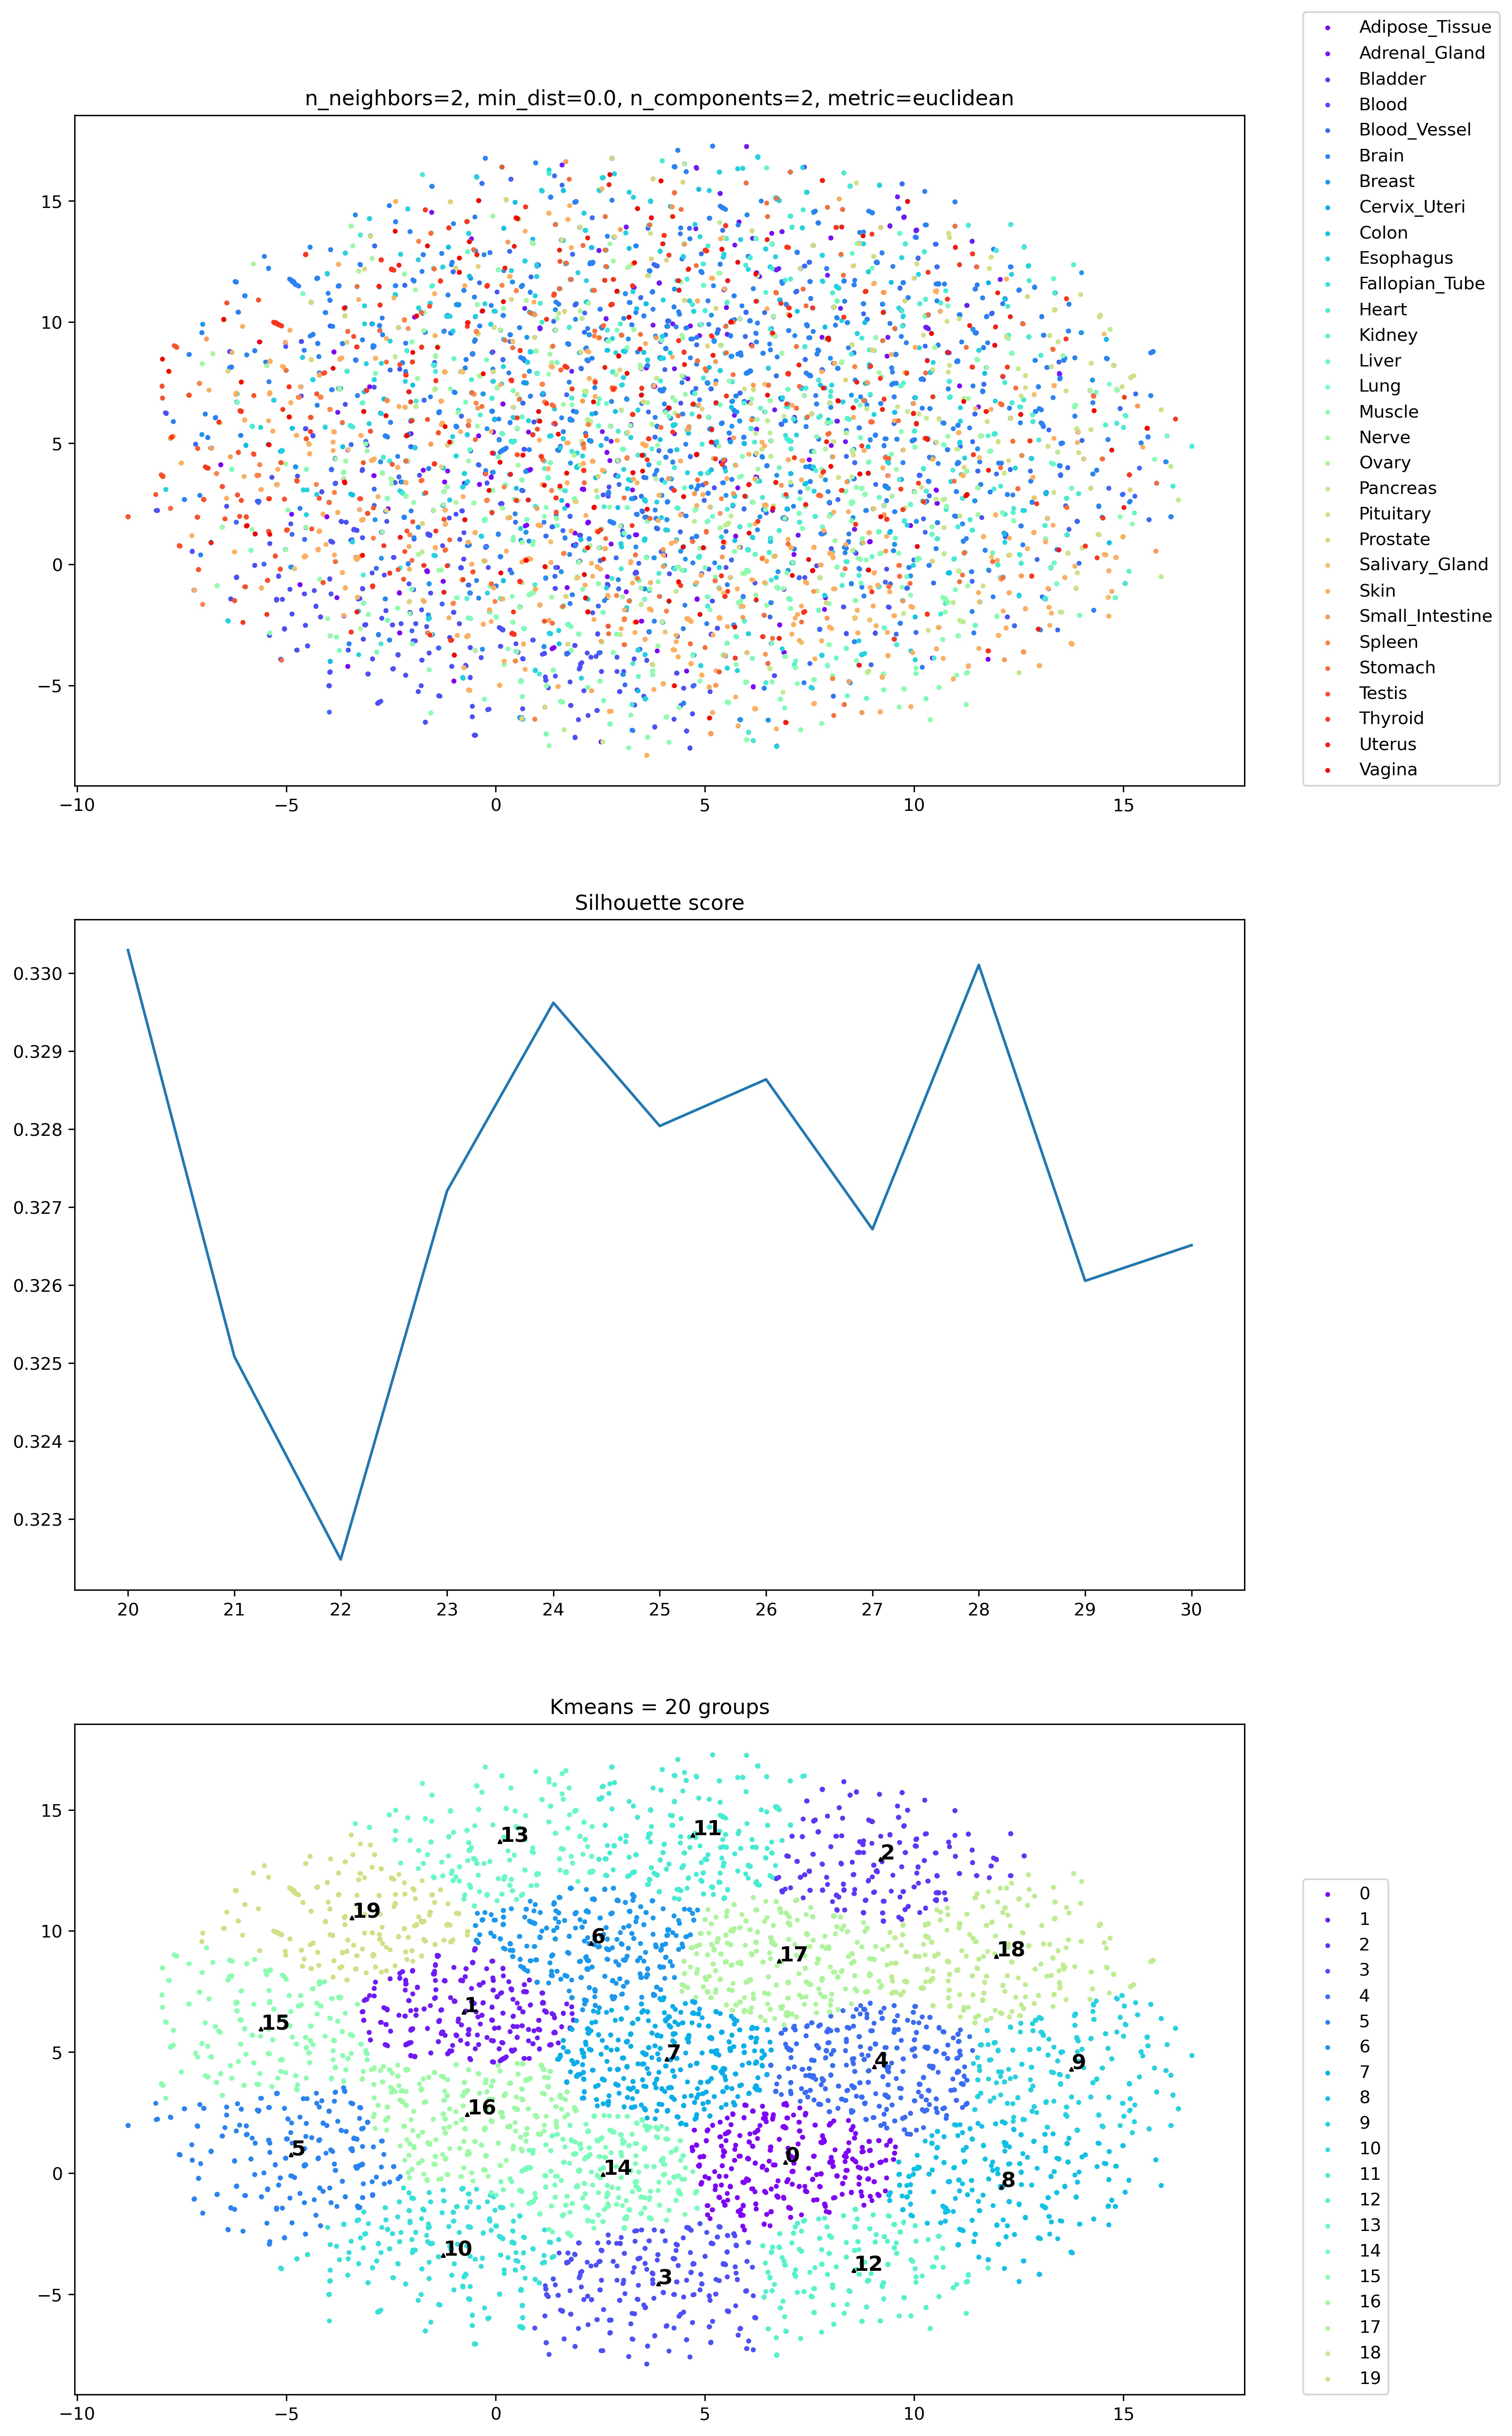 n_neighbors=2, min_dist=0.0, n_components=2, metric=euclidean
15
10
5
0
−5
−10
−5
0
5
10
15
Adipose_Tissue
Adrenal_Gland
Bladder
Blood
Blood_Vessel
Brain
Breast
Cervix_Uteri
Colon
Esophagus
Fallopian_Tube
Heart
Kidney
Liver
Lung
Muscle
Nerve
Ovary
Pancreas
Pituitary
Prostate
Salivary_Gland
Skin
Small_Intestine
Spleen
Stomach
Testis
Thyroid
Uterus
Vagina
Silhouette score
0.330
0.329
0.328
0.327
0.326
0.325
0.324
0.323
20
21
22
23
24
25
26
27
28
29
30
Kmeans = 20 groups
15
10
5
0
−5
−10
−5
0
5
10
15
13
11
2
19
6
17
18
1
15
7
4
9
16
5
14
0
8
10
3
12
0
1
2
3
4
5
6
7
8
9
10
11
12
13
14
15
16
17
18
19